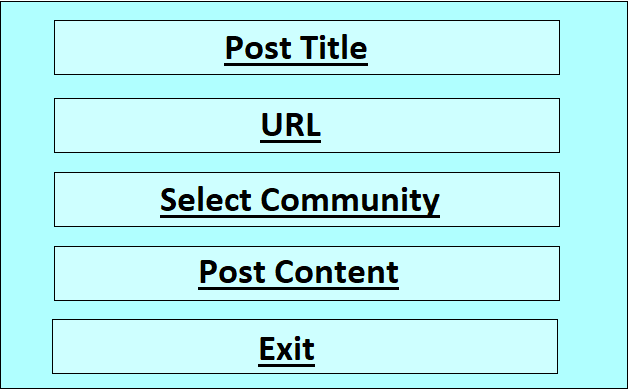 Post Title
URL
Select Community
Post Content
Exit